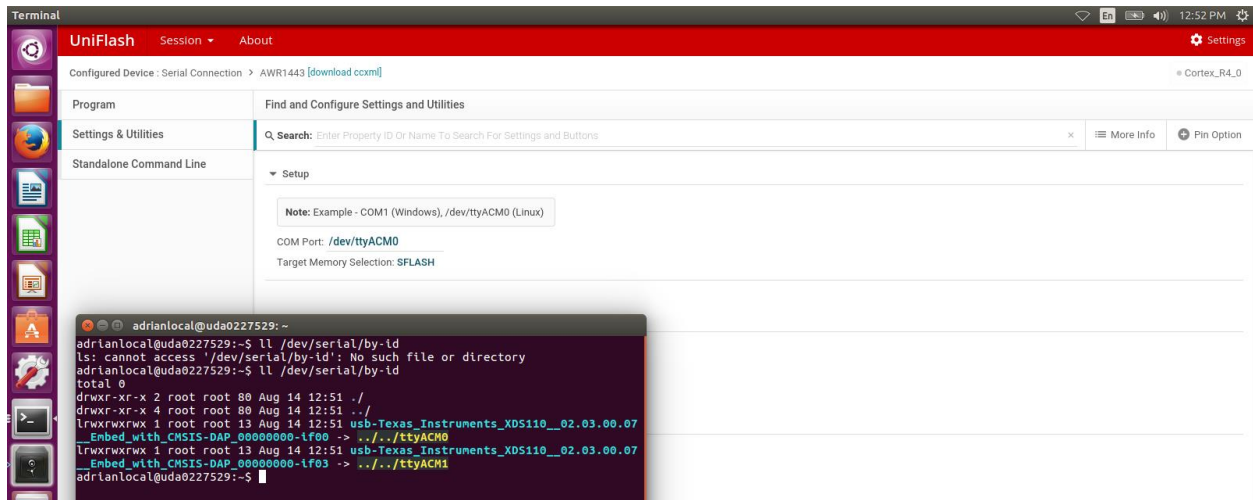 Terminal
En
12:52 PM
UniFlash
Session
About
Settings
Configured Device : Serial Connection > AWR1443 [download ccxml]
Cortex_R4_0
Program
Find and Configure Settings and Utilities
Settings & Utilities
Search: Enter Property ID Or Name To Search For Settings and Buttons
×
More Info
Pin Option
Standalone Command Line
Setup
Note: Example - COM1 (Windows), /dev/ttyACM0 (Linux)
COM Port: /dev/ttyACM0
Target Memory Selection: SFLASH
adrianlocal@uda0227529: ~
adrianlocal@uda0227529:~$ ll /dev/serial/by-id
ls: cannot access '/dev/serial/by-id': No such file or directory
adrianlocal@uda0227529:~$ ll /dev/serial/by-id
total 0
drwxr-xr-x 2 root root 80 Aug 14 12:51 ./
drwxr-xr-x 4 root root 80 Aug 14 12:51 ../
lrwxrwxrwx 1 root root 13 Aug 14 12:51 usb-Texas_Instruments_XDS110__02.03.00.07
__Embed_with_CMSIS-DAP_00000000-if00 -> ../../ttyACM0
lrwxrwxrwx 1 root root 13 Aug 14 12:51 usb-Texas_Instruments_XDS110__02.03.00.07
__Embed_with_CMSIS-DAP_00000000-if03 -> ../../ttyACM1
adrianlocal@uda0227529:~$